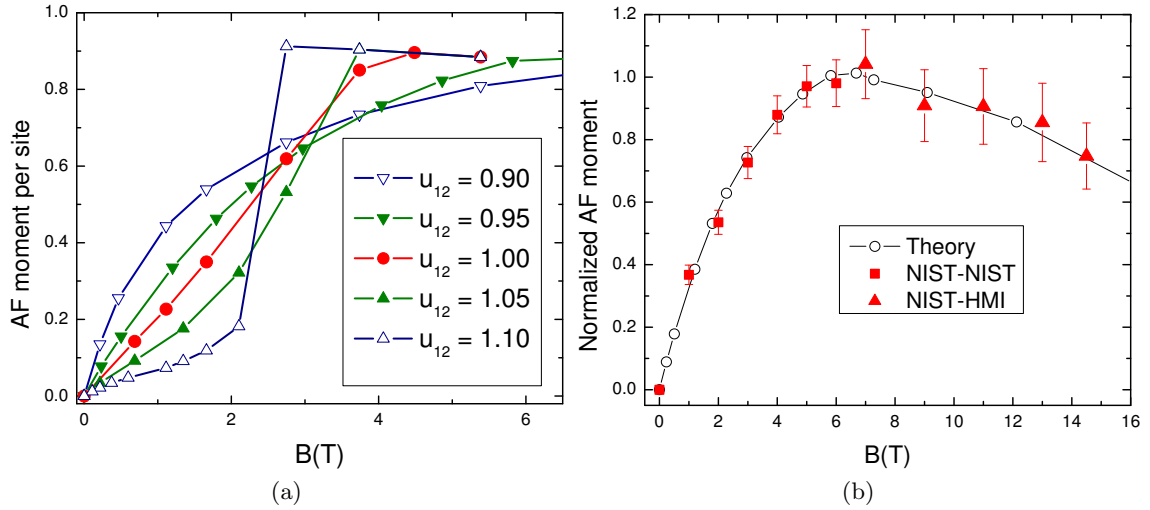 1.0
0.8
0.6
0.4
0.2
0.0
AF moment per site
0 2 4 6
B(T)
u12 = 0.90
u12 = 0.95
u12 = 1.00
u12 = 1.05
u12 = 1.10
(a)
1.2
1.0
0.8
0.6
0.4
0.2
0.0
Normalized AF moment
0 2 4 6 8 10 12 14 16
B(T)
Theory
NIST-NIST
NIST-HMI
(b)